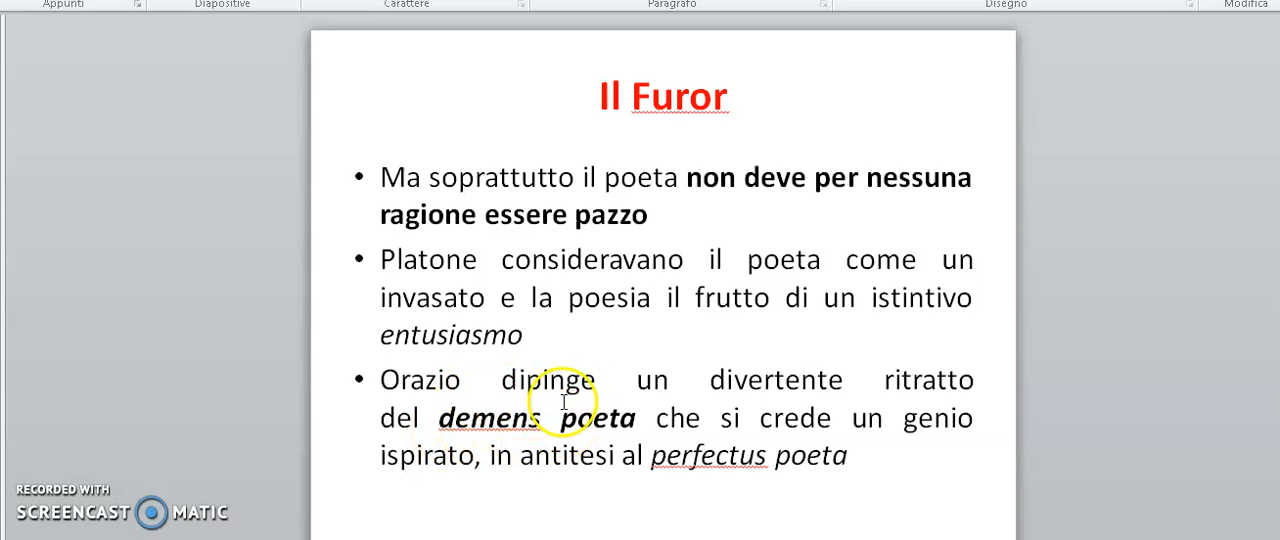 Appunti Diapositive Carattere Paragrafo Disegno Modifica
Il Furor
• Ma soprattutto il poeta non deve per nessuna
ragione essere pazzo
• Platone consideravano il poeta come un
invasato e la poesia il frutto di un istintivo
entusiasmo
• Orazio dipinge un divertente ritratto
del demens poeta che si crede un genio
ispirato, in antitesi al perfectus poeta
RECORDED WITH
SCREENCAST MATIC